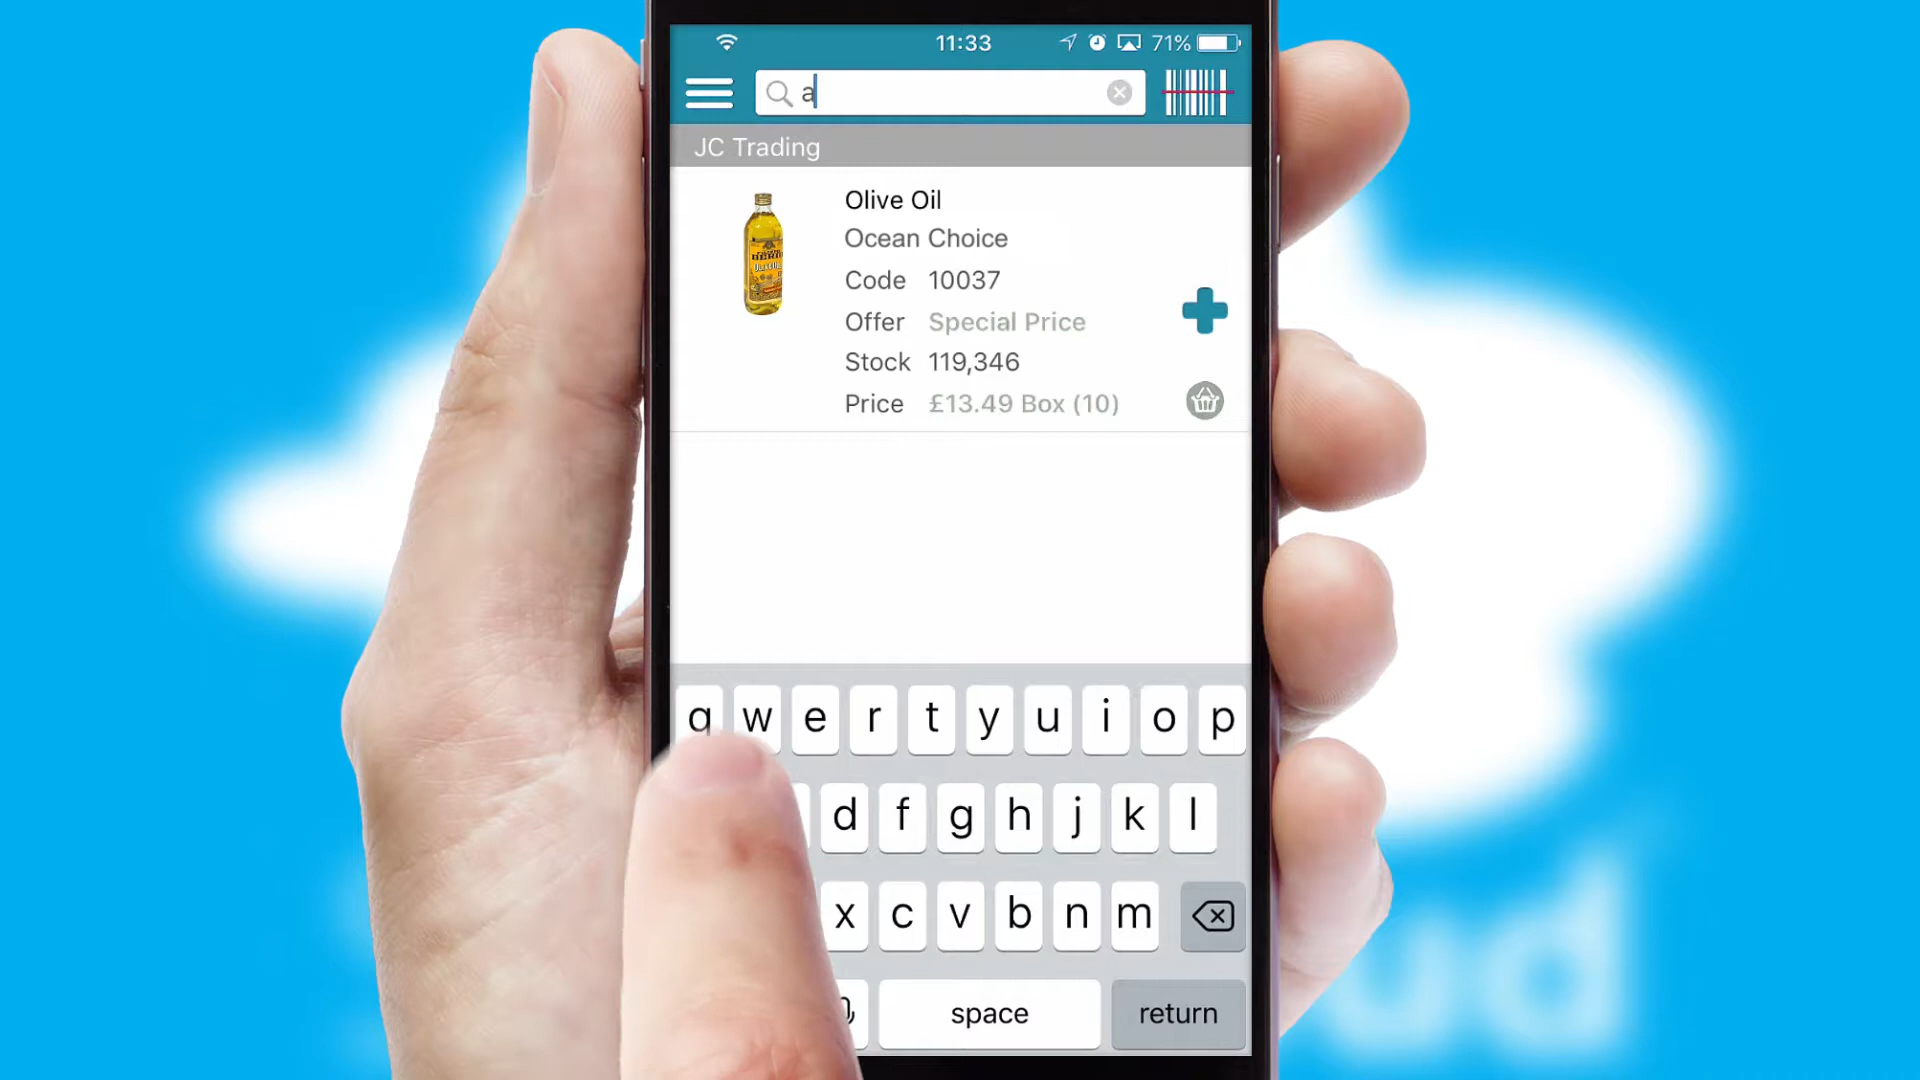 11:33
71%
a
JC Trading
Olive Oil
Ocean Choice
Code 10037
Offer Special Price
Stock 119,346
Price £13.49 Box (10)
q w e r t y u i o p
d f g h j k l
x c v b n m
space
return
ud